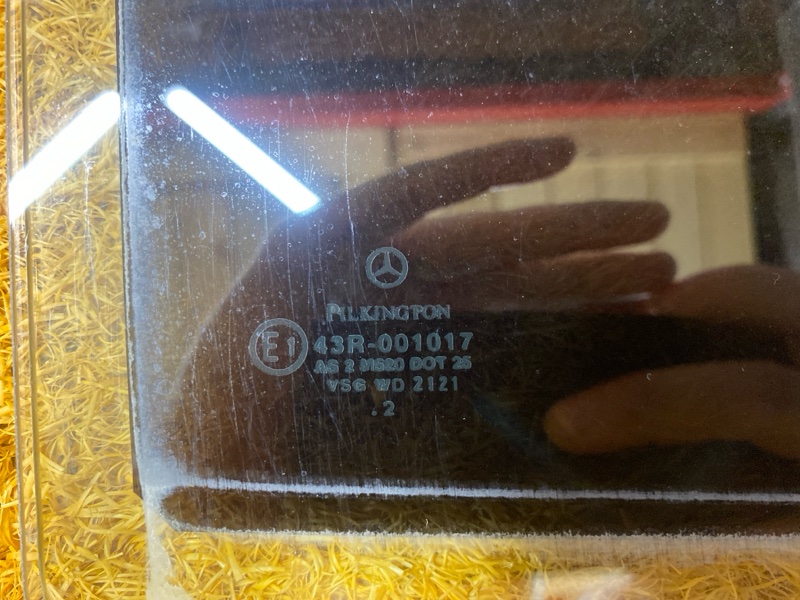 PILKINGTON
E1 43R-001017
AS 2 M520 DOT 25
VSG WD 2121
.2